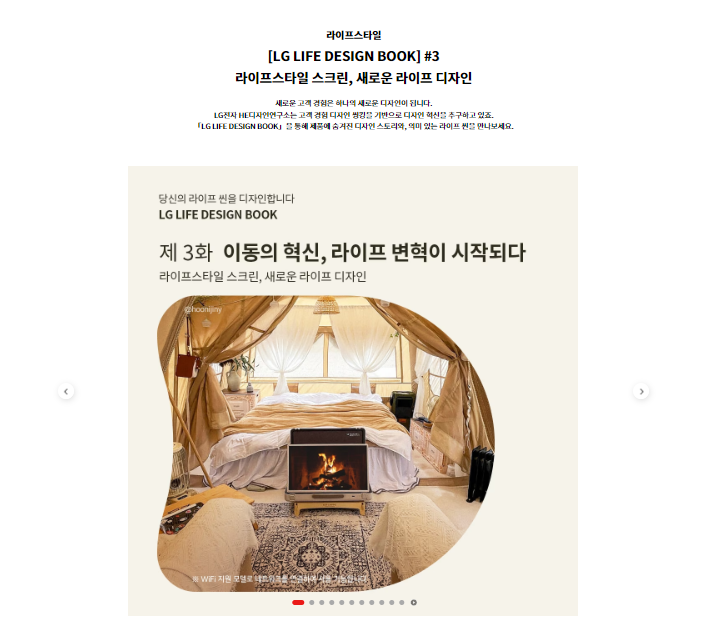 라이프스타일
[LG LIFE DESIGN BOOK] #3
라이프스타일 스크린, 새로운 라이프 디자인
새로운 고객 경험은 하나의 새로운 디자인이 됩니다.
LG전자 HE디자인연구소는 고객 경험 디자인 씽킹을 기반으로 디자인 혁신을 추구하고 있죠.
「LG LIFE DESIGN BOOK」을 통해 제품에 숨겨진 디자인 스토리와, 의미 있는 라이프 씬을 만나보세요.
당신의 라이프 씬을 디자인합니다
LG LIFE DESIGN BOOK
제 3화 이동의 혁신, 라이프 변혁이 시작되다
라이프스타일 스크린, 새로운 라이프 디자인
@hoonijiny
※ WiFi 지원 모델로 네트워크를 연결하여 시청 가능합니다